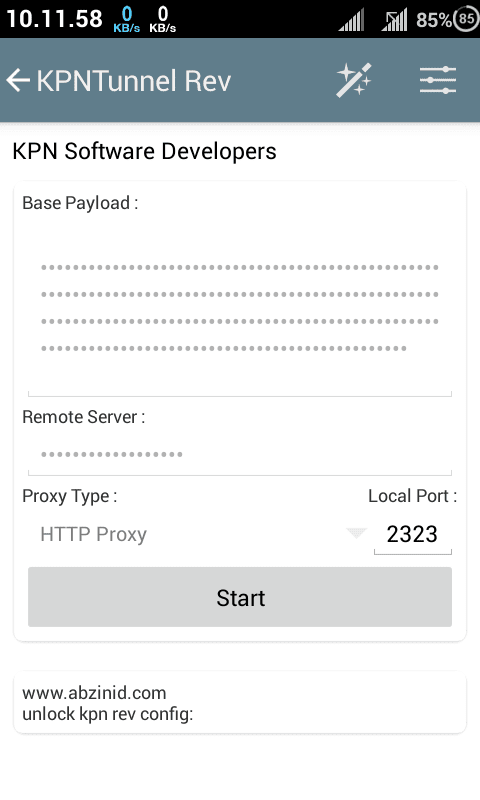 10.11.58 0 KB/s 0 KB/s 85% 85
KPNTunnel Rev
KPN Software Developers
Base Payload :
••••••••••••••••••••••••••••••••••••••••••••••••••
••••••••••••••••••••••••••••••••••••••••••••••••••
••••••••••••••••••••••••••••••••••••••••••••••••••
••••••••••••••••••••••••••••••••••••••••••••••
Remote Server :
••••••••••••••••••
Proxy Type : Local Port :
HTTP Proxy 2323
Start
www.abzinid.com
unlock kpn rev config: